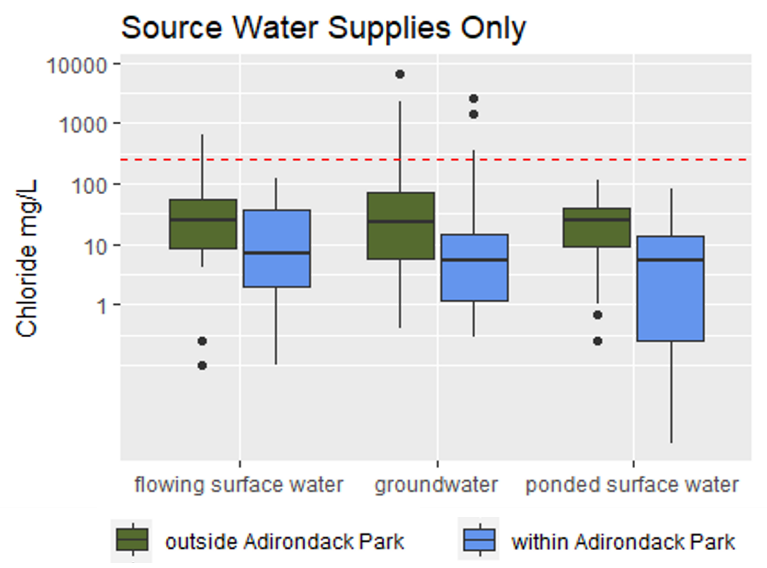 Source Water Supplies Only
10000
1000
100
10
1
Chloride mg/L
flowing surface water groundwater ponded surface water
outside Adirondack Park within Adirondack Park